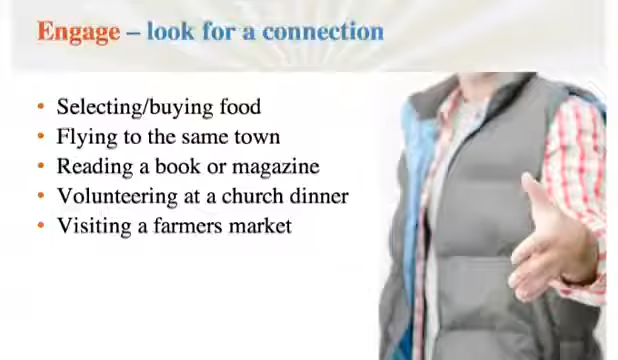 Engage – look for a connection
• Selecting/buying food
• Flying to the same town
• Reading a book or magazine
• Volunteering at a church dinner
• Visiting a farmers market